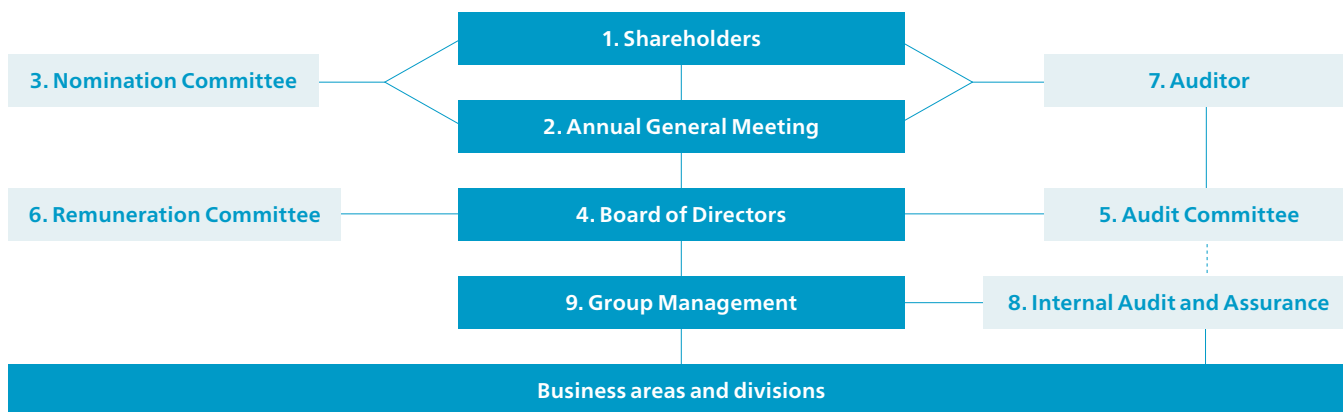 1. Shareholders
3. Nomination Committee
7. Auditor
2. Annual General Meeting
6. Remuneration Committee
4. Board of Directors
5. Audit Committee
9. Group Management
8. Internal Audit and Assurance
Business areas and divisions